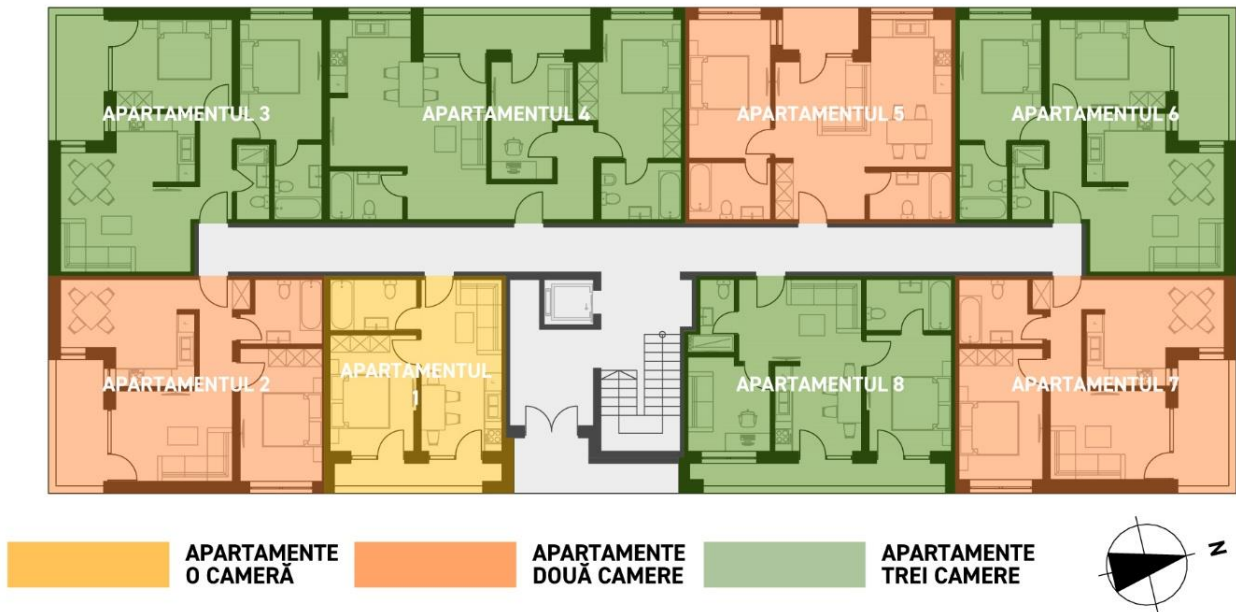 APARTAMENTUL 3
APARTAMENTUL 4
APARTAMENTUL 5
APARTAMENTUL 6
APARTAMENTUL 2
APARTAMENTUL
1
APARTAMENTUL 8
APARTAMENTUL 7
APARTAMENTE
O CAMERĂ
APARTAMENTE
DOUĂ CAMERE
APARTAMENTE
TREI CAMERE
N